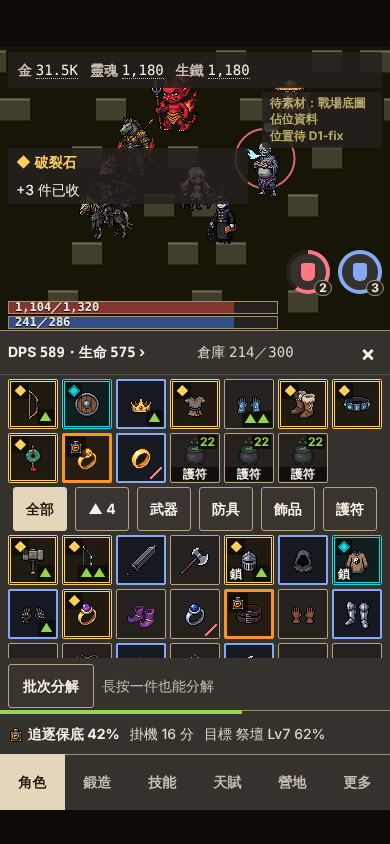 金 31.5K 靈魂 1,180 生鐵 1,180
待素材：戰場底圖
佔位資料
位置待 D1-fix
破裂石
+3 件已收
2
3
1,104／1,320
241／286
DPS 589・生命 575 ›
倉庫 214／300
×
22
護符
22
護符
22
護符
全部
▲ 4
武器
防具
飾品
護符
鎖
鎖
批次分解
長按一件也能分解
追逐保底 42% 掛機 16 分 目標 祭壇 Lv7 62%
角色
鍛造
技能
天賦
營地
更多